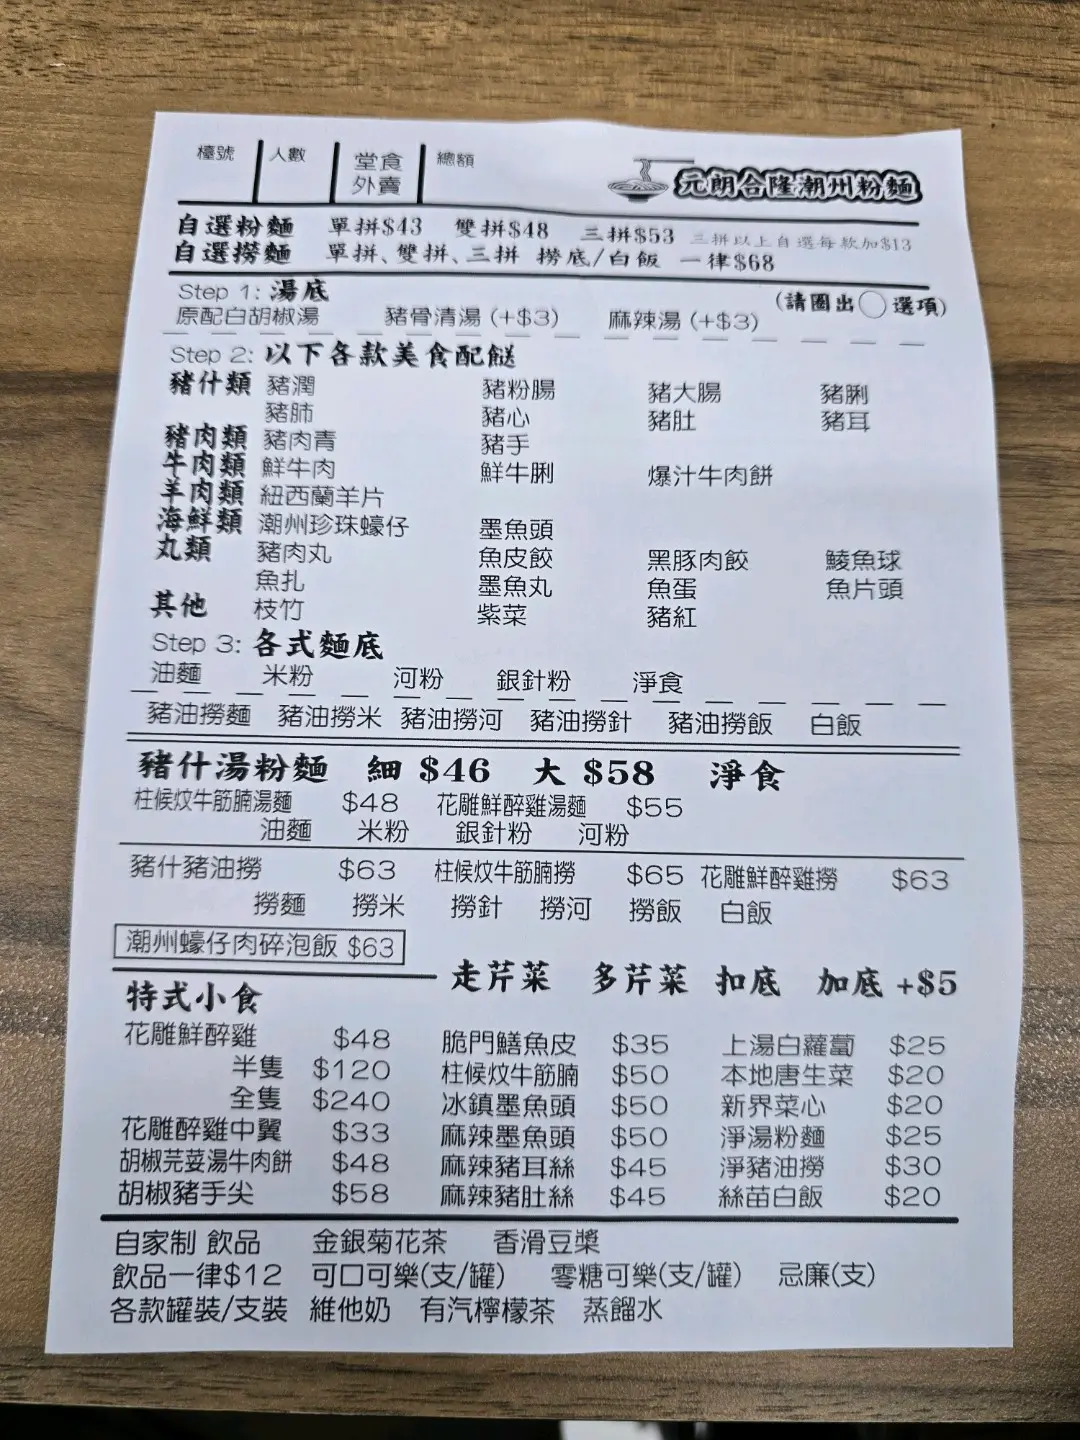 檯號 人數 堂食 總額
外賣
元朗合隆潮州粉麵
自選粉麵 單拼$43 雙拼$48 三拼$53 三拼以上自選每款加$13
自選撈麵 單拼、雙拼、三拼 撈底/白飯 一律$68
Step 1: 湯底 (請圈出◯選項)
原配白胡椒湯 豬骨清湯 (+$3) 麻辣湯 (+$3)
Step 2: 以下各款美食配餸
豬什類 豬潤 豬粉腸 豬大腸 豬脷
豬肺 豬心 豬肚 豬耳
豬肉類 豬肉青 豬手
牛肉類 鮮牛肉 鮮牛脷 爆汁牛肉餅
羊肉類 紐西蘭羊片
海鮮類 潮州珍珠蠔仔 墨魚頭
丸類 豬肉丸 魚皮餃 黑豚肉餃 鯪魚球
魚扎 墨魚丸 魚蛋 魚片頭
其他 枝竹 紫菜 豬紅
Step 3: 各式麵底
油麵 米粉 河粉 銀針粉 淨食
豬油撈麵 豬油撈米 豬油撈河 豬油撈針 豬油撈飯 白飯
豬什湯粉麵 細 $46 大 $58 淨食
柱候炆牛筋腩湯麵 $48 花雕鮮醉雞湯麵 $55
油麵 米粉 銀針粉 河粉
豬什豬油撈 $63 柱候炆牛筋腩撈 $65 花雕鮮醉雞撈 $63
撈麵 撈米 撈針 撈河 撈飯 白飯
潮州蠔仔肉碎泡飯 $63
走芹菜 多芹菜 扣底 加底 +$5
特式小食
花雕鮮醉雞 $48 脆門鱔魚皮 $35 上湯白蘿蔔 $25
半隻 $120 柱候炆牛筋腩 $50 本地唐生菜 $20
全隻 $240 冰鎮墨魚頭 $50 新界菜心 $20
花雕醉雞中翼 $33 麻辣墨魚頭 $50 淨湯粉麵 $25
胡椒芫荽湯牛肉餅 $48 麻辣豬耳絲 $45 淨豬油撈 $30
胡椒豬手尖 $58 麻辣豬肚絲 $45 絲苗白飯 $20
自家制 飲品 金銀菊花茶 香滑豆漿
飲品一律$12 可口可樂(支/罐) 零糖可樂(支/罐) 忌廉(支)
各款罐裝/支裝 維他奶 有汽檸檬茶 蒸餾水